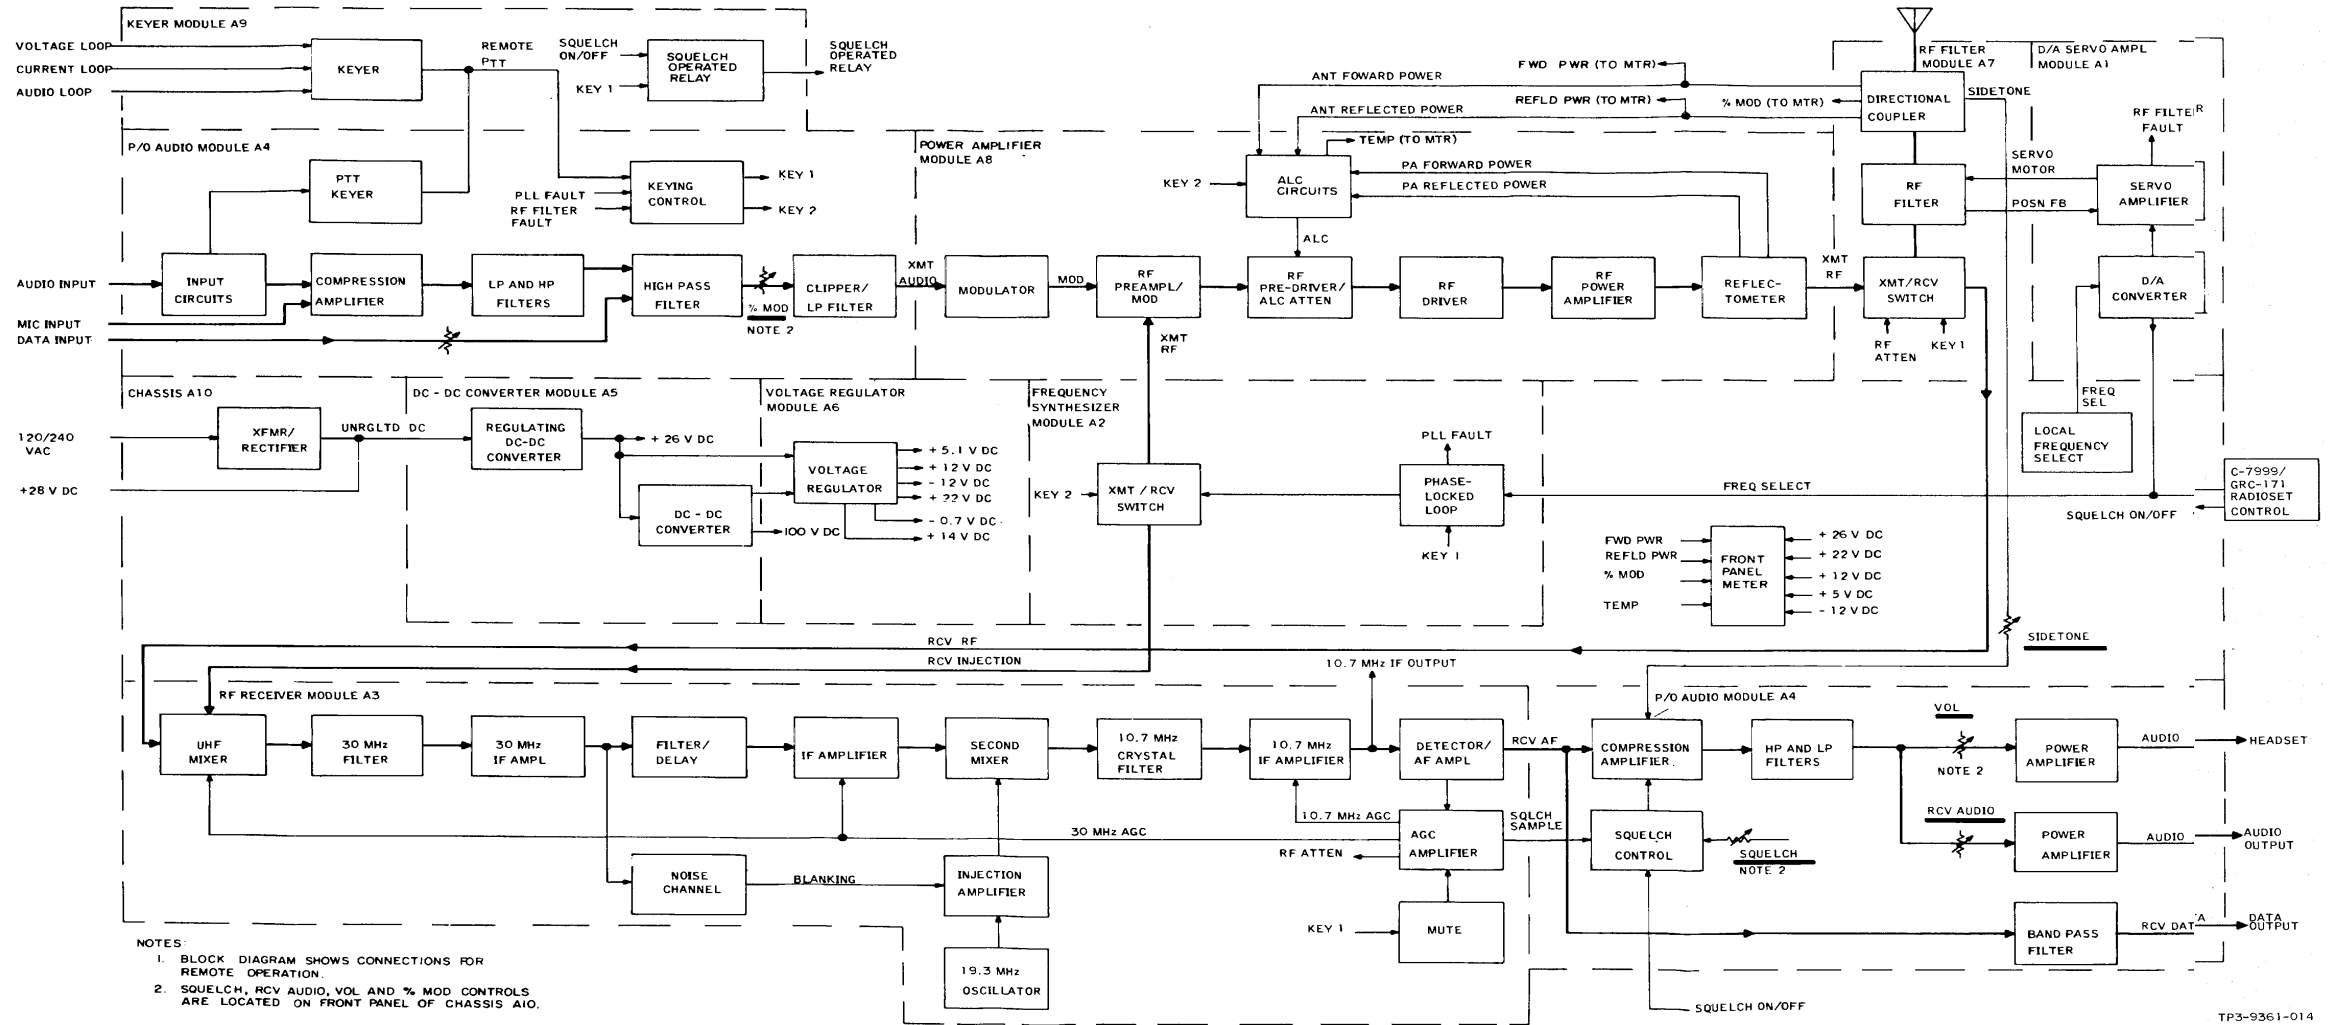 KEYER MODULE A9
VOLTAGE LOOP
CURRENT LOOP
AUDIO LOOP
KEYER
REMOTE
PTT
SQUELCH
ON/OFF
KEY 1
SQUELCH
OPERATED
RELAY
SQUELCH
OPERATED
RELAY
P/O AUDIO MODULE A4
PTT
KEYER
PLL FAULT
RF FILTER
FAULT
KEYING
CONTROL
KEY 1
KEY 2
AUDIO INPUT
MIC INPUT
DATA INPUT
INPUT
CIRCUITS
COMPRESSION
AMPLIFIER
LP AND HP
FILTERS
HIGH PASS
FILTER
% MOD
NOTE 2
CLIPPER/
LP FILTER
XMT
AUDIO
POWER AMPLIFIER
MODULE A8
MODULATOR
MOD
RF
PREAMPL/
MOD
XMT
RF
KEY 2
ALC
CIRCUITS
TEMP (TO MTR)
ANT FOWARD POWER
FWD PWR (TO MTR)
ANT REFLECTED POWER
REFLD PWR (TO MTR)
% MOD (TO MTR)
PA FORWARD POWER
PA REFLECTED POWER
ALC
RF
PRE-DRIVER/
ALC ATTEN
RF
DRIVER
RF
POWER
AMPLIFIER
REFLEC-
TOMETER
XMT
RF
RF FILTER
MODULE A7
DIRECTIONAL
COUPLER
SIDETONE
RF
FILTER
SERVO
MOTOR
POSN FB
XMT/RCV
SWITCH
RF
ATTEN
KEY 1
D/A SERVO AMPL
MODULE A1
RF FILTER
FAULT
SERVO
AMPLIFIER
D/A
CONVERTER
FREQ
SEL
LOCAL
FREQUENCY
SELECT
C-7999/
GRC-171
RADIOSET
CONTROL
FREQ SELECT
SQUELCH ON/OFF
CHASSIS A10
120/240
VAC
+28 V DC
XFMR/
RECTIFIER
UNRGLTD DC
DC - DC CONVERTER MODULE A5
REGULATING
DC-DC
CONVERTER
+ 26 V DC
DC - DC
CONVERTER
100 V DC
VOLTAGE REGULATOR
MODULE A6
VOLTAGE
REGULATOR
+ 5.1 V DC
+ 12 V DC
- 12 V DC
+ 22 V DC
- 0.7 V DC
+ 14 V DC
FREQUENCY
SYNTHESIZER
MODULE A2
KEY 2
XMT / RCV
SWITCH
PLL FAULT
PHASE-
LOCKED
LOOP
KEY 1
FWD PWR
REFLD PWR
% MOD
TEMP
FRONT
PANEL
METER
+ 26 V DC
+ 22 V DC
+ 12 V DC
+ 5 V DC
- 12 V DC
RCV RF
RCV INJECTION
10.7 MHz IF OUTPUT
SIDETONE
RF RECEIVER MODULE A3
UHF
MIXER
30 MHz
FILTER
30 MHz
IF AMPL
FILTER/
DELAY
IF AMPLIFIER
SECOND
MIXER
10.7 MHz
CRYSTAL
FILTER
10.7 MHz
IF AMPLIFIER
DETECTOR/
AF AMPL
RCV AF
30 MHz AGC
10.7 MHz AGC
AGC
AMPLIFIER
RF ATTEN
SQLCH
SAMPLE
NOISE
CHANNEL
BLANKING
INJECTION
AMPLIFIER
19.3 MHz
OSCILLATOR
KEY 1
MUTE
P/O AUDIO MODULE A4
COMPRESSION
AMPLIFIER.
HP AND LP
FILTERS
VOL
NOTE 2
POWER
AMPLIFIER
AUDIO
HEADSET
RCV AUDIO
POWER
AMPLIFIER
AUDIO
AUDIO
OUTPUT
SQUELCH
CONTROL
SQUELCH
NOTE 2
BAND PASS
FILTER
RCV DATA
DATA
OUTPUT
SQUELCH ON/OFF
NOTES:
1. BLOCK DIAGRAM SHOWS CONNECTIONS FOR
REMOTE OPERATION.
2. SQUELCH, RCV AUDIO, VOL AND % MOD CONTROLS
ARE LOCATED ON FRONT PANEL OF CHASSIS A10.
TP3-9361-014